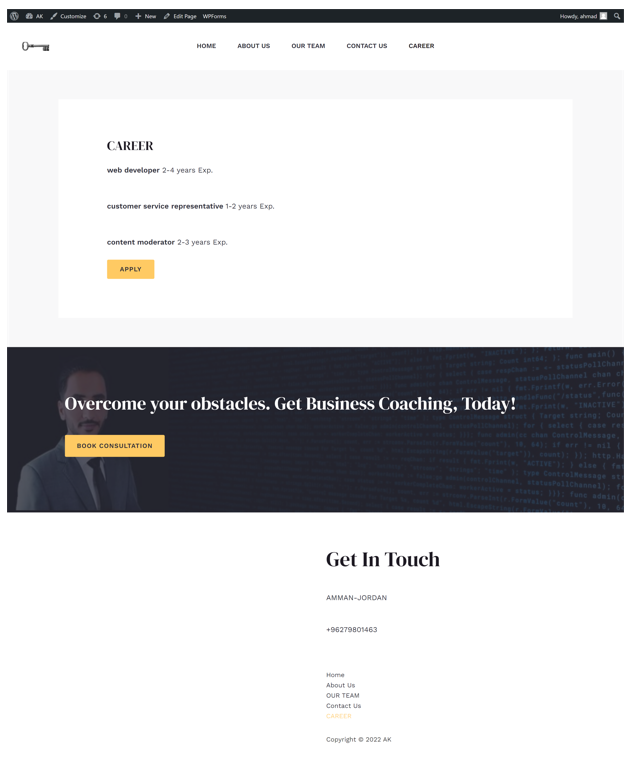 AK Customize 6 0 New Edit Page WPForms Howdy, ahmad
HOME ABOUT US OUR TEAM CONTACT US CAREER
CAREER
web developer 2-4 years Exp.
customer service representative 1-2 years Exp.
content moderator 2-3 years Exp.
APPLY
Overcome your obstacles. Get Business Coaching, Today!
BOOK CONSULTATION
Get In Touch
AMMAN-JORDAN
+96279801463
Home
About Us
OUR TEAM
Contact Us
CAREER
Copyright © 2022 AK